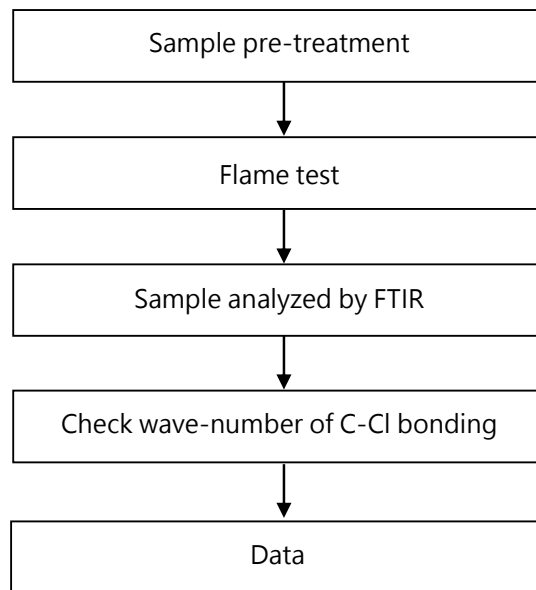 Sample pre-treatment
Flame test
Sample analyzed by FTIR
Check wave-number of C-Cl bonding
Data